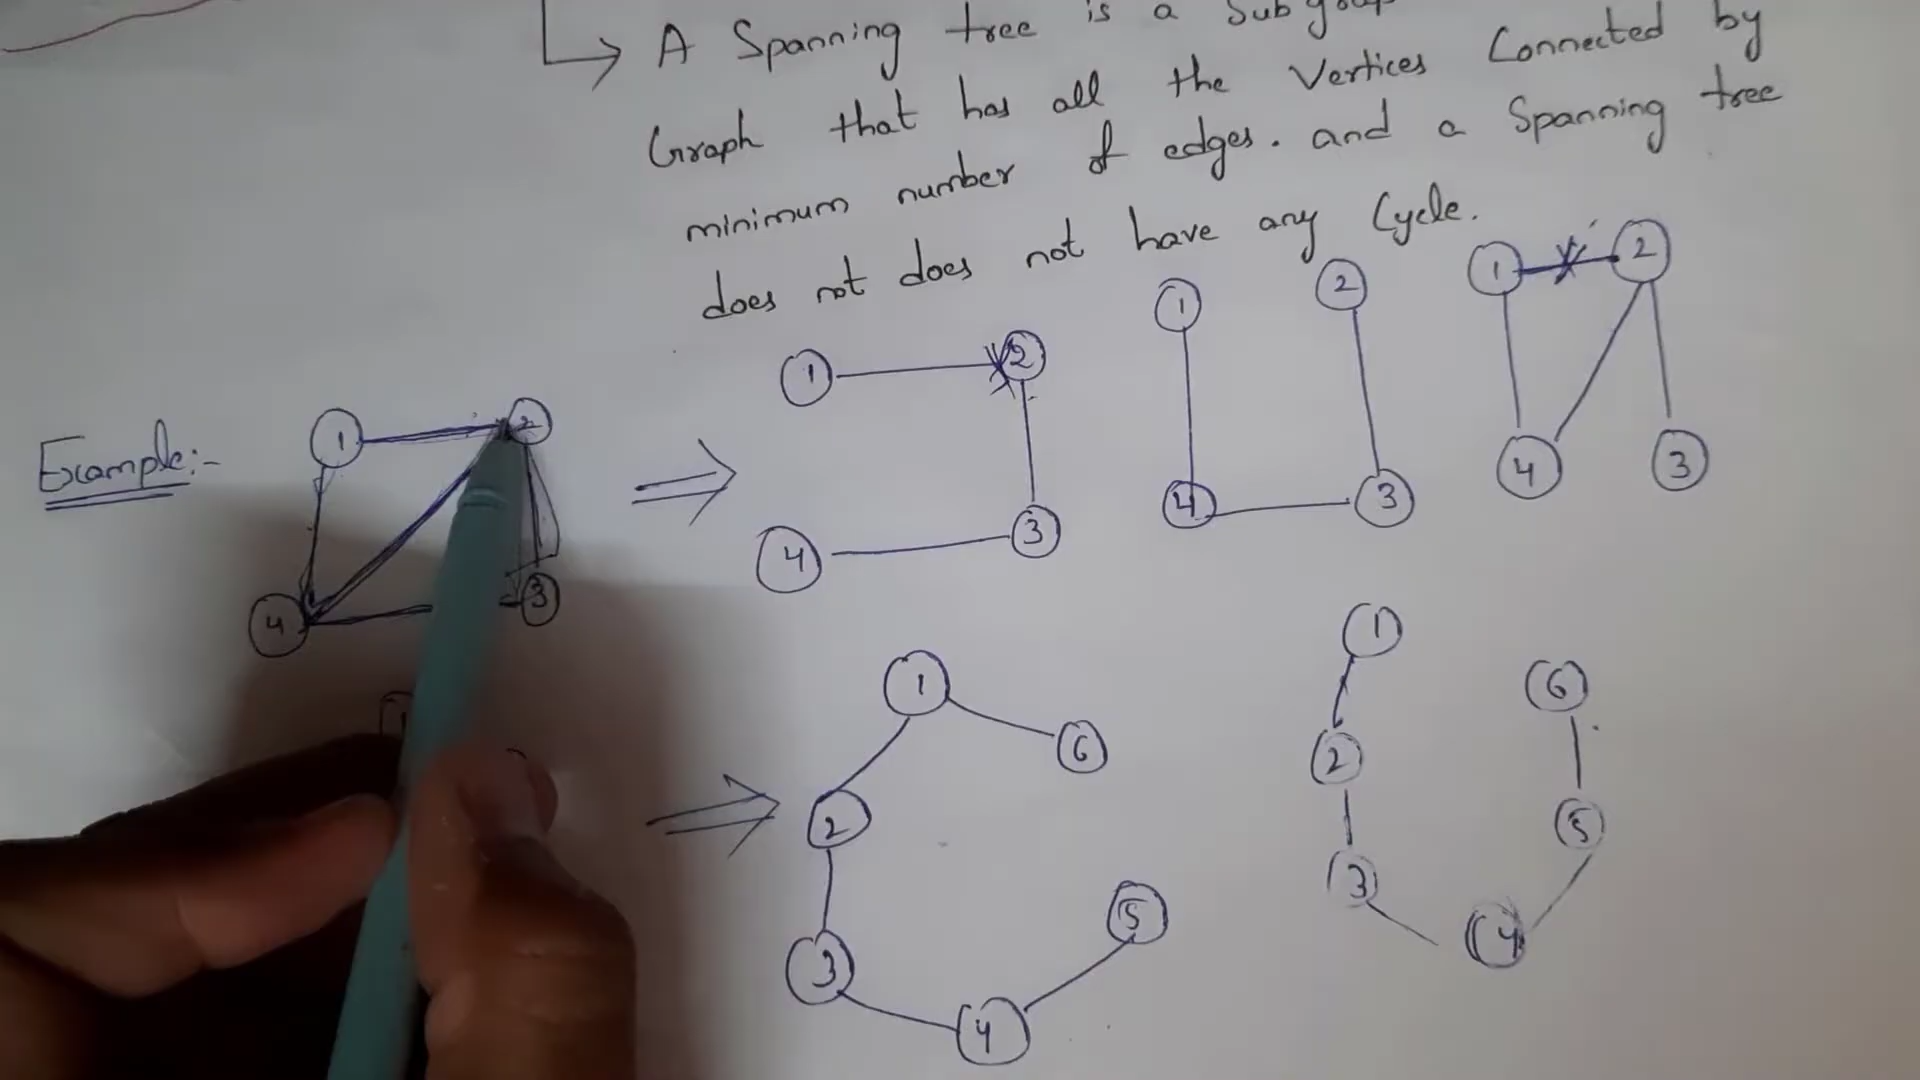 A Spanning tree is a Sub
Graph that has all the Vertices Connected by
minimum number of edges. and a Spanning tree
does not does not have any Cycle.
Example:-
1 2 4 3
1 2 3 4
1 2 4 3
1 2 4 3
1
1 6 2 3 5 4
1 6 2 5 3 4